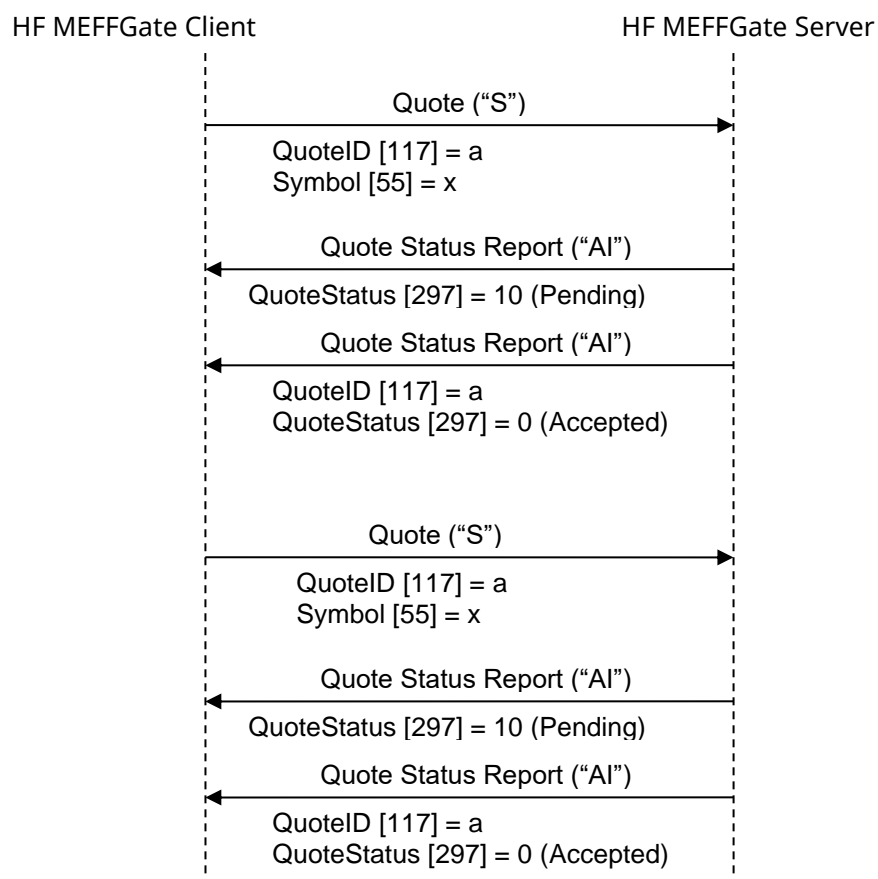 HF MEFFGate Client
HF MEFFGate Server
Quote (“S”)
QuoteID [117] = a
Symbol [55] = x
Quote Status Report (“AI”)
QuoteStatus [297] = 10 (Pending)
Quote Status Report (“AI”)
QuoteID [117] = a
QuoteStatus [297] = 0 (Accepted)
Quote (“S”)
QuoteID [117] = a
Symbol [55] = x
Quote Status Report (“AI”)
QuoteStatus [297] = 10 (Pending)
Quote Status Report (“AI”)
QuoteID [117] = a
QuoteStatus [297] = 0 (Accepted)